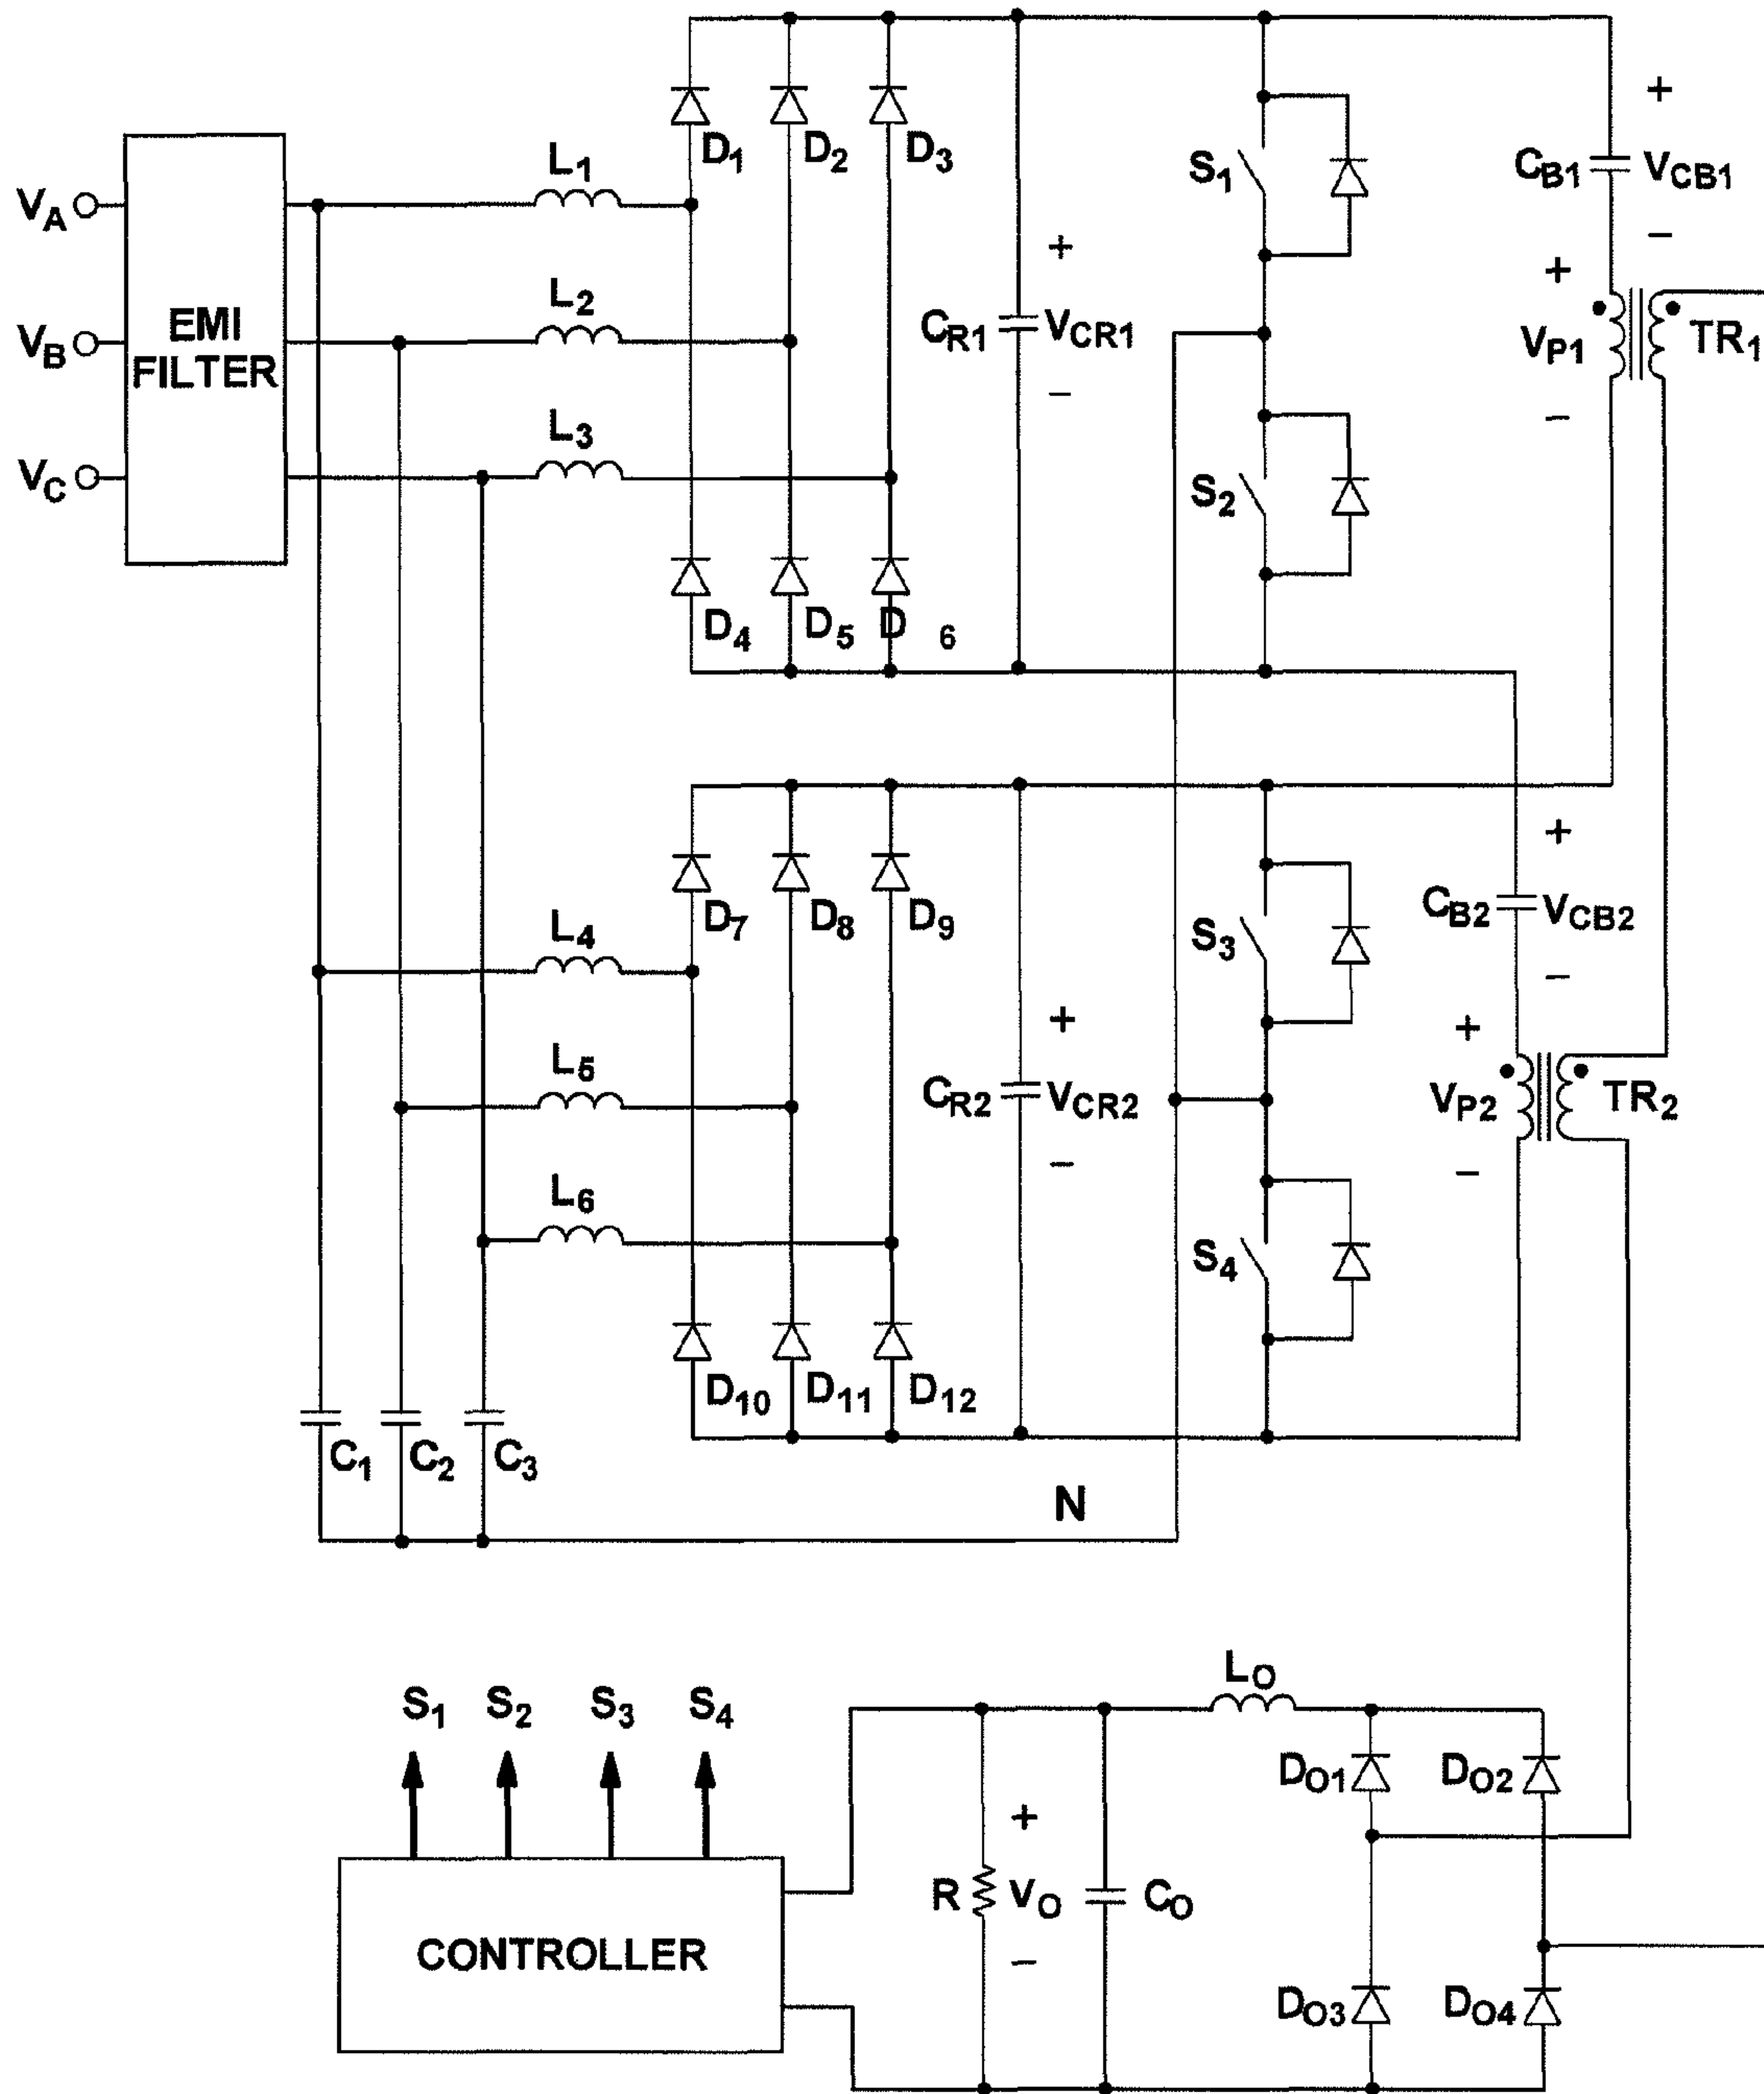 D1 D2 D3
L1
VA
S1
CB1
+
VCB1
−
EMI
FILTER
L2
VB
CR1
+
VCR1
−
+
VP1
−
TR1
L3
VC
S2
D4 D5 D 6
D7 D8 D9
L4
S3
CB2
+
VCB2
−
L5
CR2
+
VCR2
−
+
VP2
−
TR2
L6
S4
D10 D11 D12
C1 C2 C3
N
S1 S2 S3 S4
LO
DO1 DO2
R
+
VO
−
CO
CONTROLLER
DO3 DO4